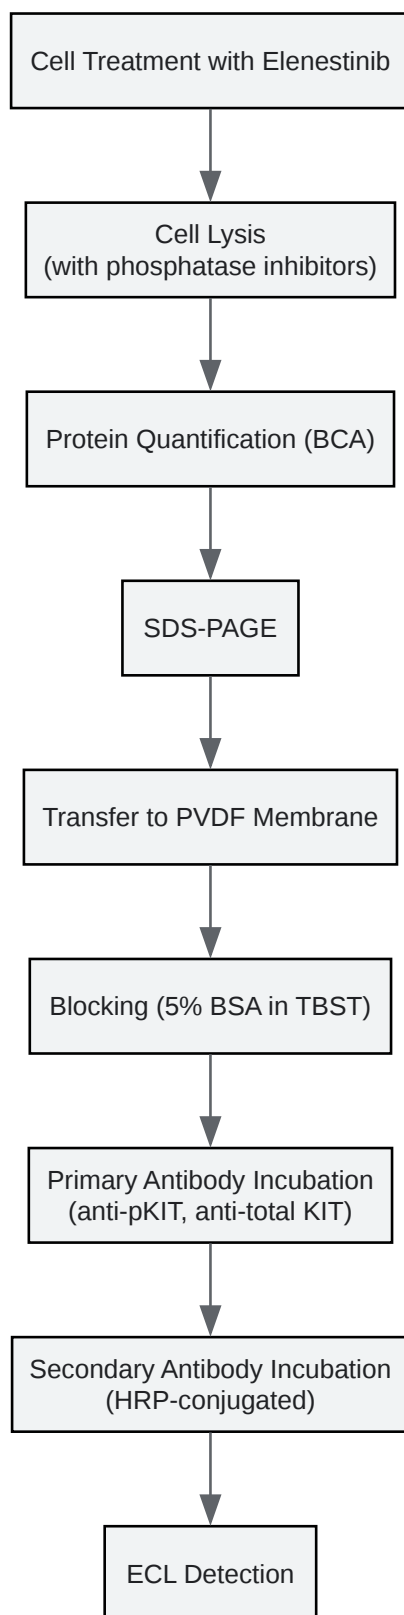 Cell Treatment with Elenestinib
Cell Lysis
(with phosphatase inhibitors)
Protein Quantification (BCA)
SDS-PAGE
Transfer to PVDF Membrane
Blocking (5% BSA in TBST)
Primary Antibody Incubation
(anti-pKIT, anti-total KIT)
Secondary Antibody Incubation
(HRP-conjugated)
ECL Detection